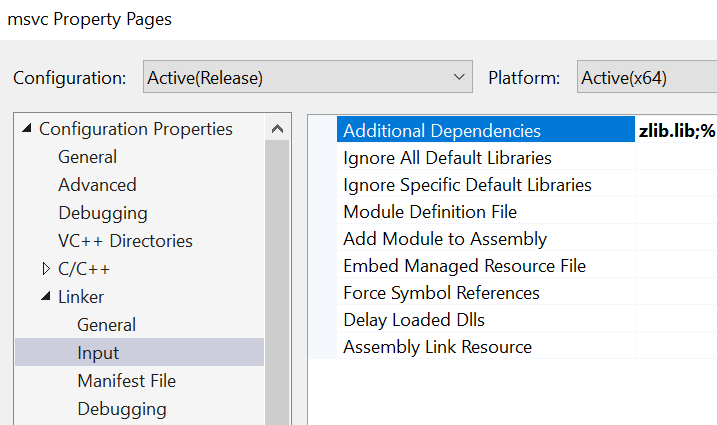 msvc Property Pages
Configuration: Active(Release) Platform: Active(x64)
Configuration Properties
General
Advanced
Debugging
VC++ Directories
C/C++
Linker
General
Input
Manifest File
Debugging
Additional Dependencies zlib.lib;%
Ignore All Default Libraries
Ignore Specific Default Libraries
Module Definition File
Add Module to Assembly
Embed Managed Resource File
Force Symbol References
Delay Loaded Dlls
Assembly Link Resource